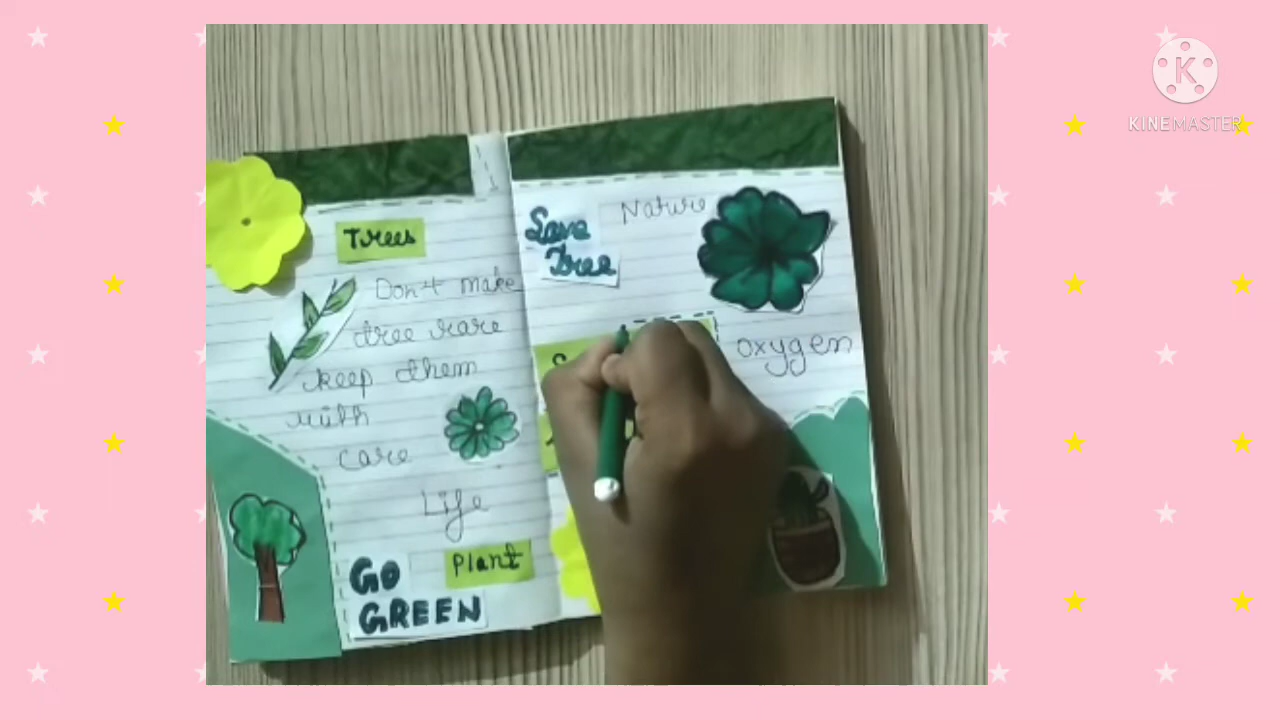 Trees
Don't make
tree rare
keep them
with
care
Life
Plant
GO
GREEN
Save
Tree
Nature
oxygen
KINEMASTER